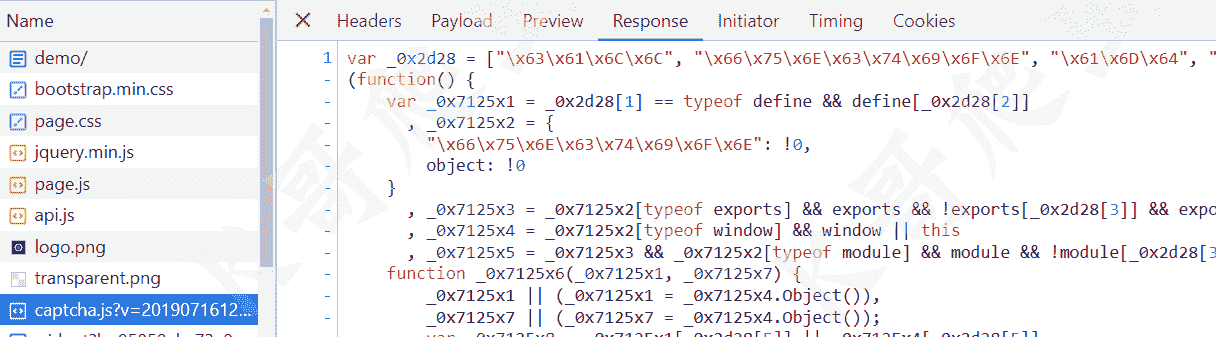 Name
demo/
bootstrap.min.css
page.css
jquery.min.js
page.js
api.js
logo.png
transparent.png
captcha.js?v=2019071612...
Headers Payload Preview Response Initiator Timing Cookies
1 var _0x2d28 = ["\x63\x61\x6C\x6C", "\x66\x75\x6E\x63\x74\x69\x6F\x6E", "\x61\x6D\x64", "
- (function() {
- var _0x7125x1 = _0x2d28[1] == typeof define && define[_0x2d28[2]]
- , _0x7125x2 = {
- "\x66\x75\x6E\x63\x74\x69\x6F\x6E": !0,
- object: !0
- }
- , _0x7125x3 = _0x7125x2[typeof exports] && exports && !exports[_0x2d28[3]] && expo
- , _0x7125x4 = _0x7125x2[typeof window] && window || this
- , _0x7125x5 = _0x7125x3 && _0x7125x2[typeof module] && module && !module[_0x2d28[3
- function _0x7125x6(_0x7125x1, _0x7125x7) {
- _0x7125x1 || (_0x7125x1 = _0x7125x4.Object()),
- _0x7125x7 || (_0x7125x7 = _0x7125x4.Object());